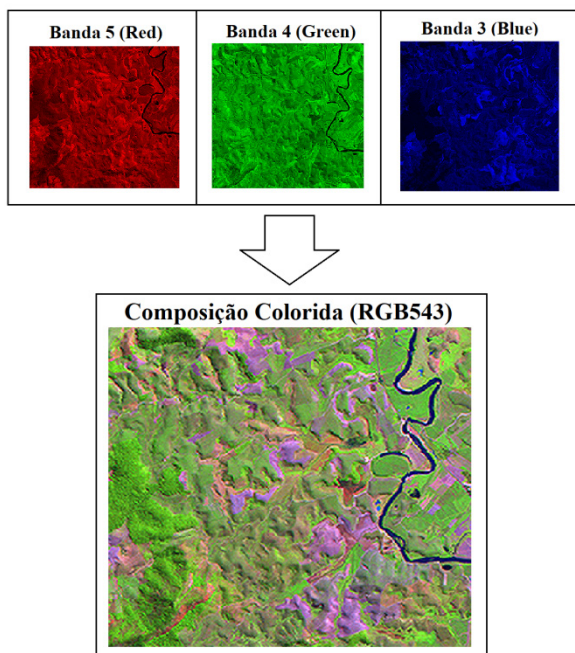 Banda 5 (Red)
Banda 4 (Green)
Banda 3 (Blue)
Composição Colorida (RGB543)